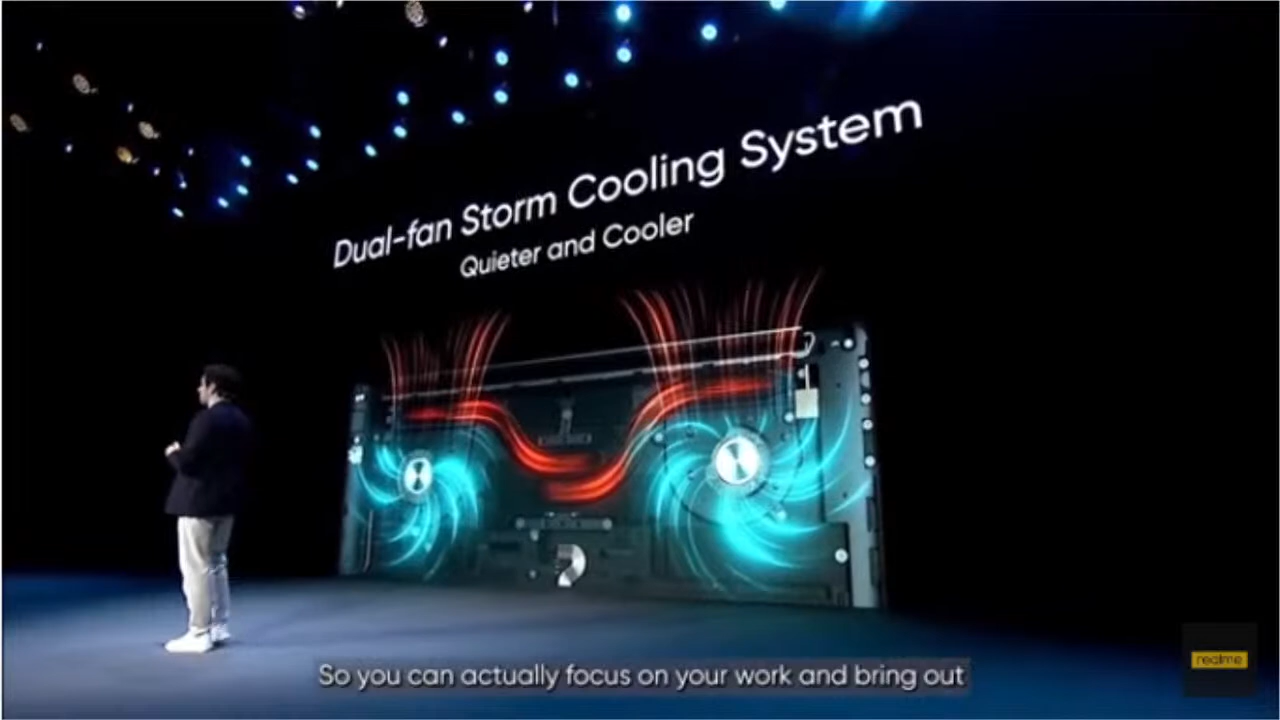 Dual-fan Storm Cooling System
Quieter and Cooler
So you can actually focus on your work and bring out
realme